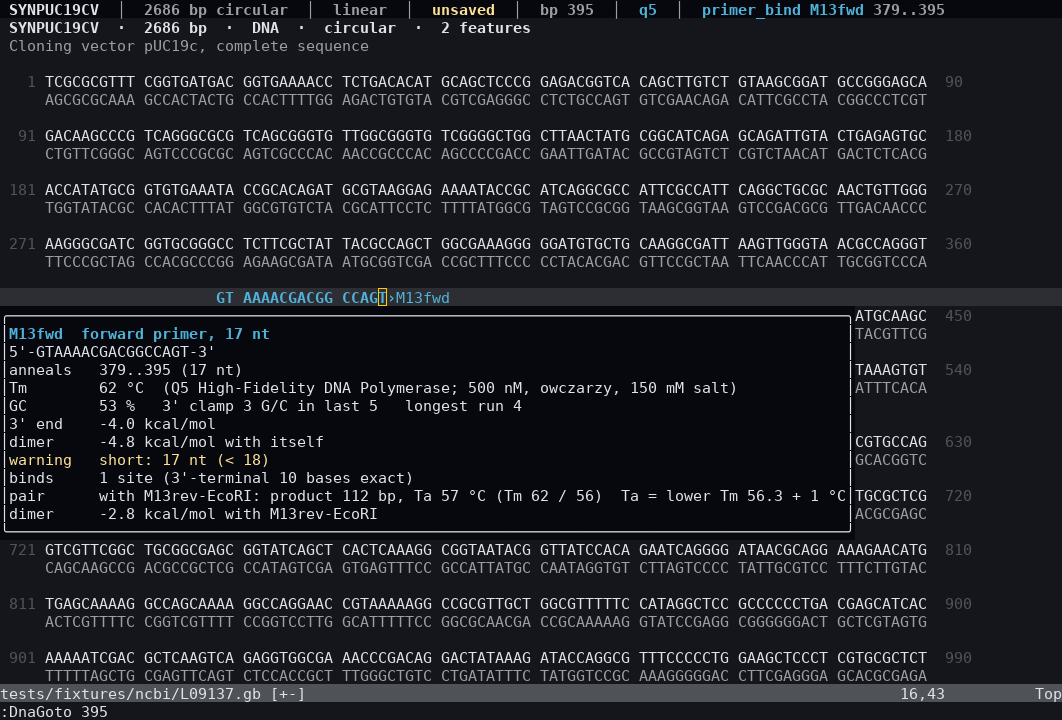 SYNPUC19CV │ 2686 bp circular │ linear │ unsaved │ bp 395 │ q5 │ primer_bind M13fwd 379..395
SYNPUC19CV · 2686 bp · DNA · circular · 2 features
Cloning vector pUC19c, complete sequence
1 TCGCGCGTTT CGGTGATGAC GGTGAAAACC TCTGACACAT GCAGCTCCCG GAGACGGTCA CAGCTTGTCT GTAAGCGGAT GCCGGGAGCA 90
AGCGCGCAAA GCCACTACTG CCACTTTTGG AGACTGTGTA CGTCGAGGGC CTCTGCCAGT GTCGAACAGA CATTCGCCTA CGGCCCTCGT
91 GACAAGCCCG TCAGGGCGCG TCAGCGGGTG TTGGCGGGTG TCGGGGCTGG CTTAACTATG CGGCATCAGA GCAGATTGTA CTGAGAGTGC 180
CTGTTCGGGC AGTCCCGCGC AGTCGCCCAC AACCGCCCAC AGCCCCGACC GAATTGATAC GCCGTAGTCT CGTCTAACAT GACTCTCACG
181 ACCATATGCG GTGTGAAATA CCGCACAGAT GCGTAAGGAG AAAATACCGC ATCAGGCGCC ATTCGCCATT CAGGCTGCGC AACTGTTGGG 270
TGGTATACGC CACACTTTAT GGCGTGTCTA CGCATTCCTC TTTTATGGCG TAGTCCGCGG TAAGCGGTAA GTCCGACGCG TTGACAACCC
271 AAGGGCGATC GGTGCGGGCC TCTTCGCTAT TACGCCAGCT GGCGAAAGGG GGATGTGCTG CAAGGCGATT AAGTTGGGTA ACGCCAGGGT 360
TTCCCGCTAG CCACGCCCGG AGAAGCGATA ATGCGGTCGA CCGCTTTCCC CCTACACGAC GTTCCGCTAA TTCAACCCAT TGCGGTCCCA
GT AAAACGACGG CCAGT›M13fwd
ATGCAAGC 450
M13fwd forward primer, 17 nt TACGTTCG
5'-GTAAAACGACGGCCAGT-3'
anneals 379..395 (17 nt) TAAAGTGT 540
Tm 62 °C (Q5 High-Fidelity DNA Polymerase; 500 nM, owczarzy, 150 mM salt) ATTTCACA
GC 53 % 3' clamp 3 G/C in last 5 longest run 4
3' end -4.0 kcal/mol
dimer -4.8 kcal/mol with itself CGTGCCAG 630
warning short: 17 nt (< 18) GCACGGTC
binds 1 site (3'-terminal 10 bases exact)
pair with M13rev-EcoRI: product 112 bp, Ta 57 °C (Tm 62 / 56) Ta = lower Tm 56.3 + 1 °C TGCGCTCG 720
dimer -2.8 kcal/mol with M13rev-EcoRI ACGCGAGC
721 GTCGTTCGGC TGCGGCGAGC GGTATCAGCT CACTCAAAGG CGGTAATACG GTTATCCACA GAATCAGGGG ATAACGCAGG AAAGAACATG 810
CAGCAAGCCG ACGCCGCTCG CCATAGTCGA GTGAGTTTCC GCCATTATGC CAATAGGTGT CTTAGTCCCC TATTGCGTCC TTTCTTGTAC
811 TGAGCAAAAG GCCAGCAAAA GGCCAGGAAC CGTAAAAAGG CCGCGTTGCT GGCGTTTTTC CATAGGCTCC GCCCCCCTGA CGAGCATCAC 900
ACTCGTTTTC CGGTCGTTTT CCGGTCCTTG GCATTTTTCC GGCGCAACGA CCGCAAAAAG GTATCCGAGG CGGGGGGACT GCTCGTAGTG
901 AAAAATCGAC GCTCAAGTCA GAGGTGGCGA AACCCGACAG GACTATAAAG ATACCAGGCG TTTCCCCCTG GAAGCTCCCT CGTGCGCTCT 990
TTTTTAGCTG CGAGTTCAGT CTCCACCGCT TTGGGCTGTC CTGATATTTC TATGGTCCGC AAAGGGGGAC CTTCGAGGGA GCACGCGAGA
tests/fixtures/ncbi/L09137.gb [+-] 16,43 Top
:DnaGoto 395